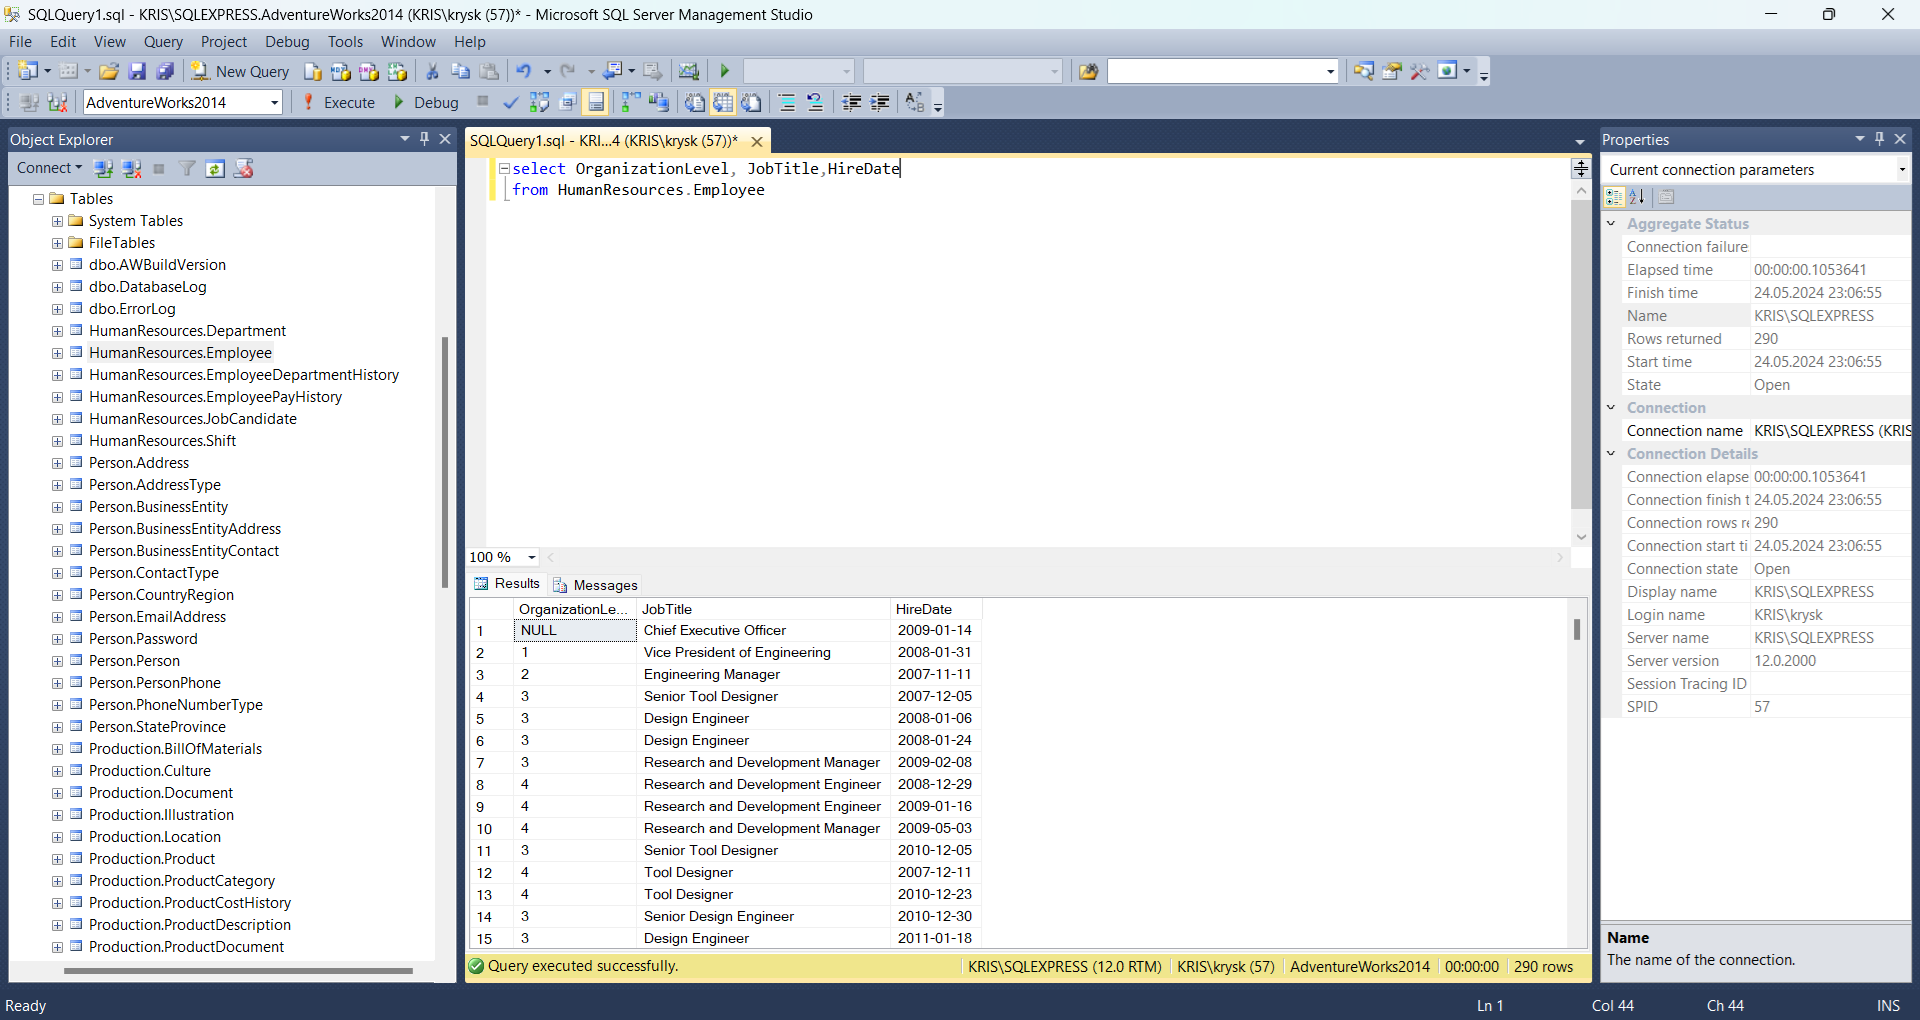 SQLQuery1.sql - KRIS\SQLEXPRESS.AdventureWorks2014 (KRIS\krysk (57))* - Microsoft SQL Server Management Studio
File Edit View Query Project Debug Tools Window Help
New Query
AdventureWorks2014 Execute Debug
Object Explorer
Connect
Tables
System Tables
FileTables
dbo.AWBuildVersion
dbo.DatabaseLog
dbo.ErrorLog
HumanResources.Department
HumanResources.Employee
HumanResources.EmployeeDepartmentHistory
HumanResources.EmployeePayHistory
HumanResources.JobCandidate
HumanResources.Shift
Person.Address
Person.AddressType
Person.BusinessEntity
Person.BusinessEntityAddress
Person.BusinessEntityContact
Person.ContactType
Person.CountryRegion
Person.EmailAddress
Person.Password
Person.Person
Person.PersonPhone
Person.PhoneNumberType
Person.StateProvince
Production.BillOfMaterials
Production.Culture
Production.Document
Production.Illustration
Production.Location
Production.Product
Production.ProductCategory
Production.ProductCostHistory
Production.ProductDescription
Production.ProductDocument
SQLQuery1.sql - KRI...4 (KRIS\krysk (57))*
select OrganizationLevel, JobTitle,HireDate
from HumanResources.Employee
100 %
Results Messages
OrganizationLe... JobTitle HireDate
1 NULL Chief Executive Officer 2009-01-14
2 1 Vice President of Engineering 2008-01-31
3 2 Engineering Manager 2007-11-11
4 3 Senior Tool Designer 2007-12-05
5 3 Design Engineer 2008-01-06
6 3 Design Engineer 2008-01-24
7 3 Research and Development Manager 2009-02-08
8 4 Research and Development Engineer 2008-12-29
9 4 Research and Development Engineer 2009-01-16
10 4 Research and Development Manager 2009-05-03
11 3 Senior Tool Designer 2010-12-05
12 4 Tool Designer 2007-12-11
13 4 Tool Designer 2010-12-23
14 3 Senior Design Engineer 2010-12-30
15 3 Design Engineer 2011-01-18
Query executed successfully. KRIS\SQLEXPRESS (12.0 RTM) KRIS\krysk (57) AdventureWorks2014 00:00:00 290 rows
Properties
Current connection parameters
Aggregate Status
Connection failure
Elapsed time 00:00:00.1053641
Finish time 24.05.2024 23:06:55
Name KRIS\SQLEXPRESS
Rows returned 290
Start time 24.05.2024 23:06:55
State Open
Connection
Connection name KRIS\SQLEXPRESS (KRIS
Connection Details
Connection elapse 00:00:00.1053641
Connection finish t 24.05.2024 23:06:55
Connection rows re 290
Connection start ti 24.05.2024 23:06:55
Connection state Open
Display name KRIS\SQLEXPRESS
Login name KRIS\krysk
Server name KRIS\SQLEXPRESS
Server version 12.0.2000
Session Tracing ID
SPID 57
Name
The name of the connection.
Ready Ln 1 Col 44 Ch 44 INS